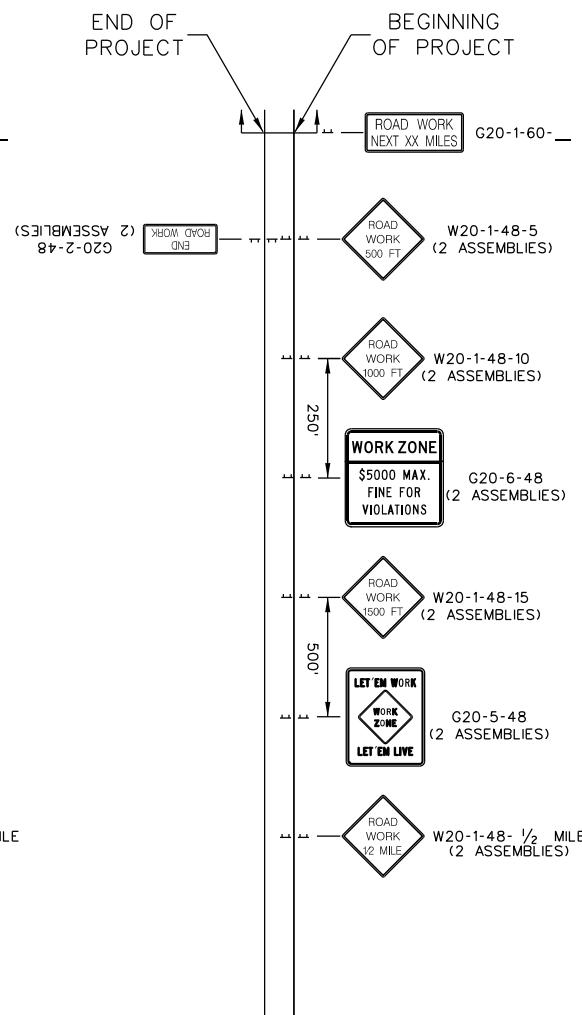 END OF
PROJECT
BEGINNING
OF PROJECT
ROAD WORK
NEXT XX MILES
G20-1-60-
G20-2-48
(2 ASSEMBLIES)
END
ROAD WORK
ROAD
WORK
500 FT
W20-1-48-5
(2 ASSEMBLIES)
ROAD
WORK
1000 FT
W20-1-48-10
(2 ASSEMBLIES)
250'
WORK ZONE
$5000 MAX.
FINE FOR
VIOLATIONS
G20-6-48
(2 ASSEMBLIES)
ROAD
WORK
1500 FT
W20-1-48-15
(2 ASSEMBLIES)
500'
LET'EM WORK
WORK
ZONE
LET'EM LIVE
G20-5-48
(2 ASSEMBLIES)
ROAD
WORK
1/2 MILE
W20-1-48- 1/2 MILE
(2 ASSEMBLIES)